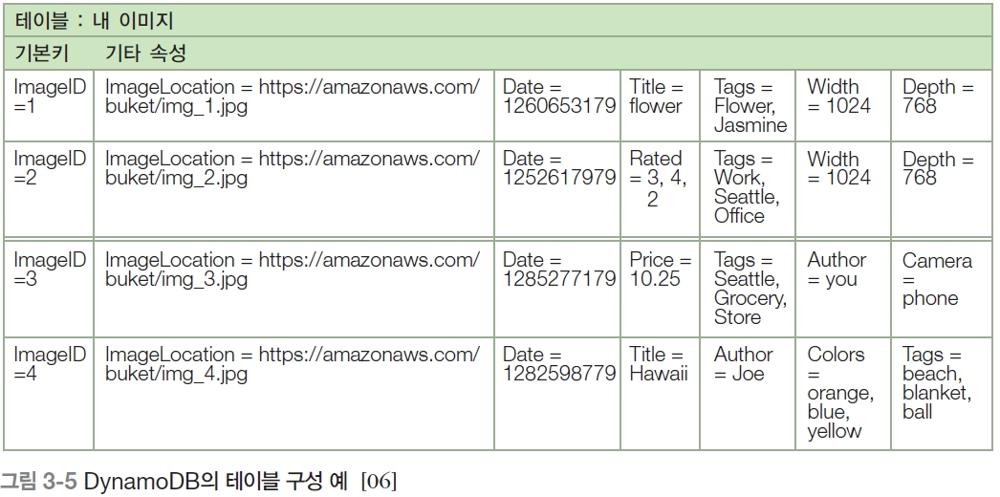 테이블 : 내 이미지
기본키 기타 속성
ImageID
=1
ImageLocation = https://amazonaws.com/
buket/img_1.jpg
Date =
1260653179
Title =
flower
Tags =
Flower,
Jasmine
Width
= 1024
Depth =
768
ImageID
=2
ImageLocation = https://amazonaws.com/
buket/img_2.jpg
Date =
1252617979
Rated
= 3, 4,
2
Tags =
Work,
Seattle,
Office
Width
= 1024
Depth =
768
ImageID
=3
ImageLocation = https://amazonaws.com/
buket/img_3.jpg
Date =
1285277179
Price =
10.25
Tags =
Seattle,
Grocery,
Store
Author
= you
Camera
=
phone
ImageID
=4
ImageLocation = https://amazonaws.com/
buket/img_4.jpg
Date =
1282598779
Title =
Hawaii
Author
= Joe
Colors
=
orange,
blue,
yellow
Tags =
beach,
blanket,
ball
그림 3-5 DynamoDB의 테이블 구성 예 [06]